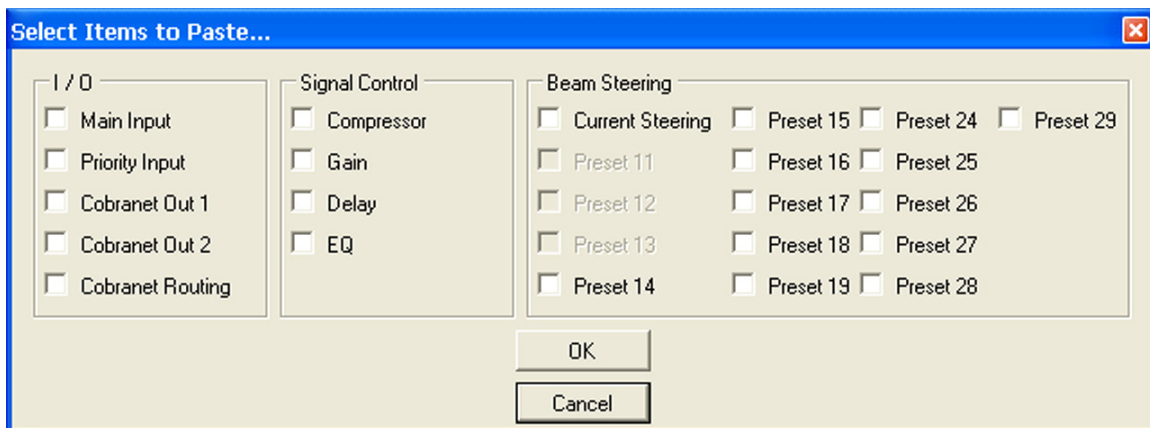 Select Items to Paste...
I / O
Main Input
Priority Input
Cobranet Out 1
Cobranet Out 2
Cobranet Routing
Signal Control
Compressor
Gain
Delay
EQ
Beam Steering
Current Steering
Preset 11
Preset 12
Preset 13
Preset 14
Preset 15
Preset 16
Preset 17
Preset 18
Preset 19
Preset 24
Preset 25
Preset 26
Preset 27
Preset 28
Preset 29
OK
Cancel